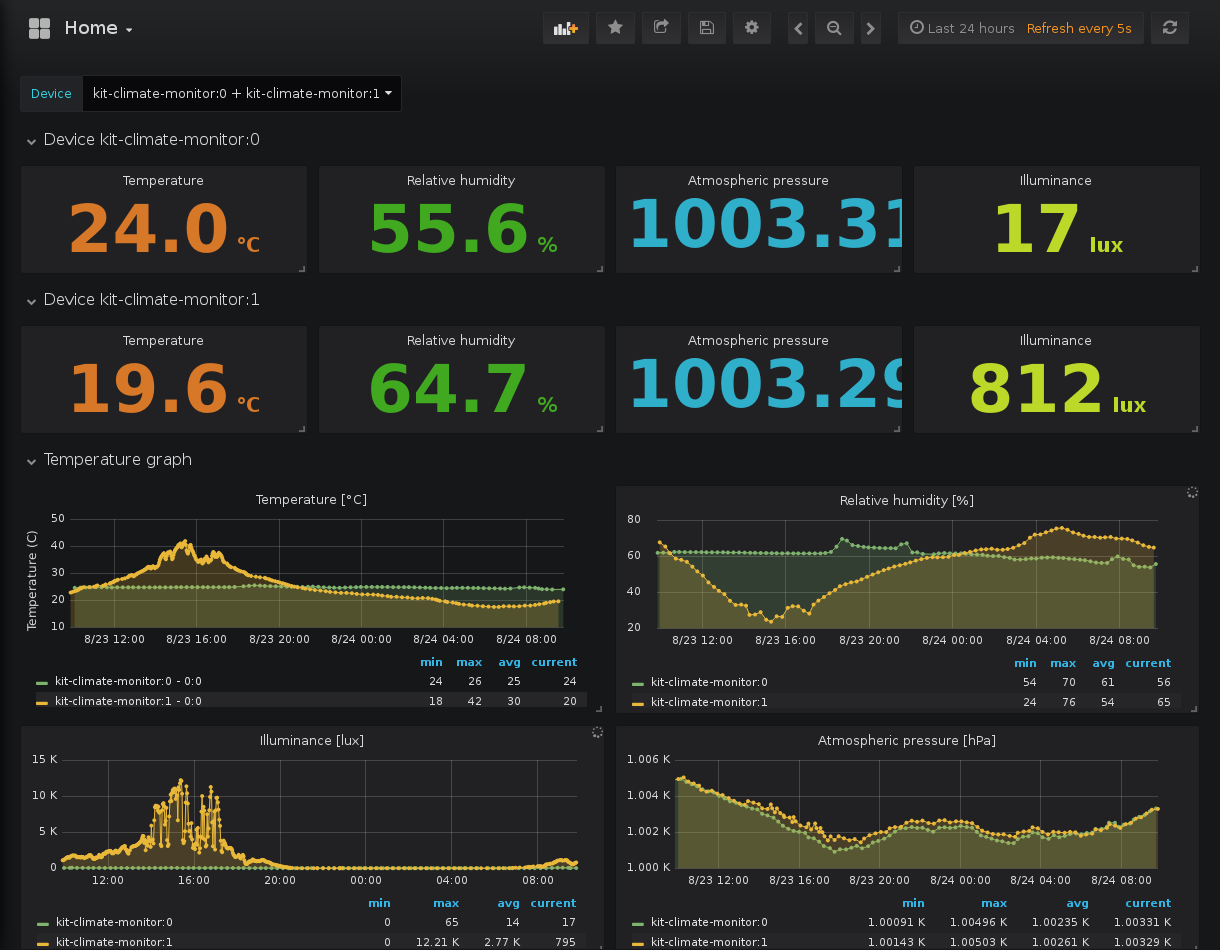 Home
Last 24 hours Refresh every 5s
Device kit-climate-monitor:0 + kit-climate-monitor:1
Device kit-climate-monitor:0
Temperature Relative humidity Atmospheric pressure Illuminance
24.0 °C 55.6 % 1003.31 17 lux
Device kit-climate-monitor:1
Temperature Relative humidity Atmospheric pressure Illuminance
19.6 °C 64.7 % 1003.29 812 lux
Temperature graph
Temperature [°C]
Temperature (C)
50
40
30
20
10
8/23 12:00 8/23 16:00 8/23 20:00 8/24 00:00 8/24 04:00 8/24 08:00
min max avg current
kit-climate-monitor:0 - 0:0 24 26 25 24
kit-climate-monitor:1 - 0:0 18 42 30 20
Relative humidity [%]
80
60
40
20
8/23 12:00 8/23 16:00 8/23 20:00 8/24 00:00 8/24 04:00 8/24 08:00
min max avg current
kit-climate-monitor:0 54 70 61 56
kit-climate-monitor:1 24 76 54 65
Illuminance [lux]
15 K
10 K
5 K
0
12:00 16:00 20:00 00:00 04:00 08:00
min max avg current
kit-climate-monitor:0 0 65 14 17
kit-climate-monitor:1 0 12.21 K 2.77 K 795
Atmospheric pressure [hPa]
1.006 K
1.004 K
1.002 K
1.000 K
8/23 12:00 8/23 16:00 8/23 20:00 8/24 00:00 8/24 04:00 8/24 08:00
min max avg current
kit-climate-monitor:0 1.00091 K 1.00496 K 1.00235 K 1.00331 K
kit-climate-monitor:1 1.00143 K 1.00503 K 1.00261 K 1.00329 K